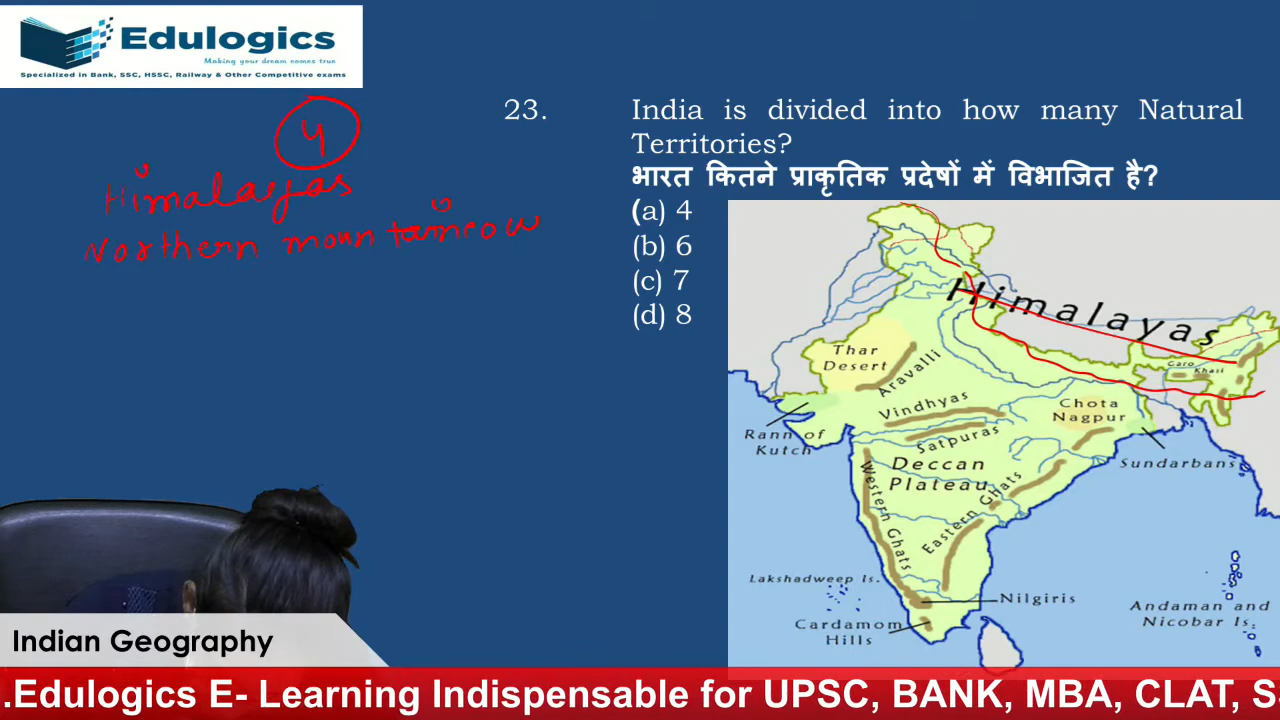 Edulogics
Making your dream comes true
Specialized in Bank, SSC, HSSC, Railway & Other Competitive exams
4
Himalayas
Northern
23. India is divided into how many Natural
Territories?
भारत कितने प्राकृतिक प्रदेषों में विभाजित है?
(a) 4
(b) 6
(c) 7
(d) 8
Himalayas
Thar
Desert
Aravalli
Garo
Khasi
Vindhyas
Chota
Nagpur
Rann of
Kutch
Satpuras
Sundarbans
Deccan
Plateau
Western Ghats
Eastern Ghats
Lakshadweep Is.
Nilgiris
Cardamom
Hills
Andaman and
Nicobar Is.
Indian Geography
.Edulogics E- Learning Indispensable for UPSC, BANK, MBA, CLAT, S